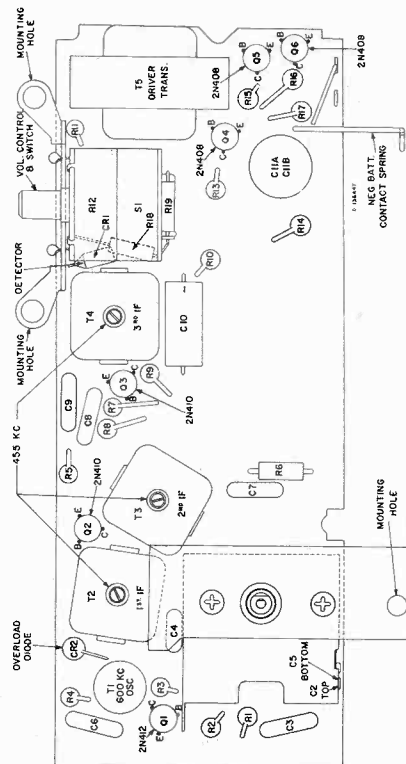 MOUNTING
HOLE
VOL. CONTROL
& SWITCH
DETECTOR
MOUNTING
HOLE
455 KC
OVERLOAD
DIODE
T5
DRIVER
TRANS.
B
Q5
E
C
2N408
B
Q6
E
C
2N408
R15
R16
R17
R11
R12
S1
CR1
R18
R19
2N408
B
Q4
E
C
R13
C11A
C11B
NEG BATT.
CONTACT SPRING
R14
R10
T4
3RD IF
C10
C9
C8
E
Q3
C
B
R9
R7
R8
2N410
R5
2N410
E
Q2
C
B
T3
2ND IF
C7
R6
T2
1ST IF
C4
MOUNTING
HOLE
CR2
R4
T1
600 KC
OSC
R3
C6
C
Q1
B
E
2N412
R2
R1
C3
C5
BOTTOM
C2
TOP